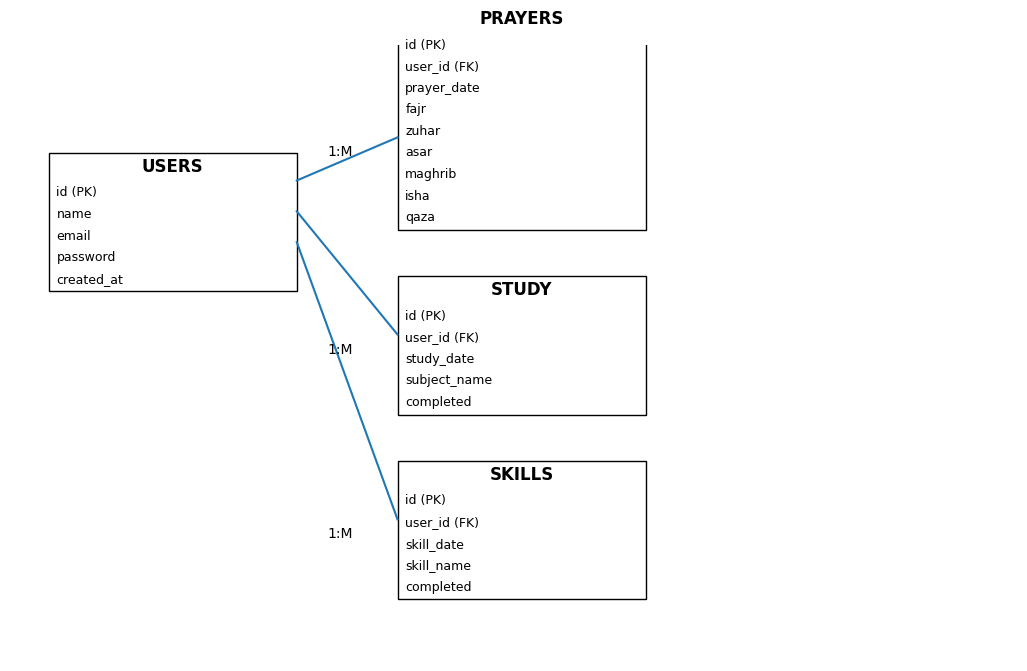 PRAYERS
id (PK)
user_id (FK)
prayer_date
fajr
zuhar
asar
maghrib
isha
qaza
1:M
USERS
id (PK)
name
email
password
created_at
STUDY
id (PK)
user_id (FK)
study_date
subject_name
completed
1:M
SKILLS
id (PK)
user_id (FK)
skill_date
skill_name
completed
1:M